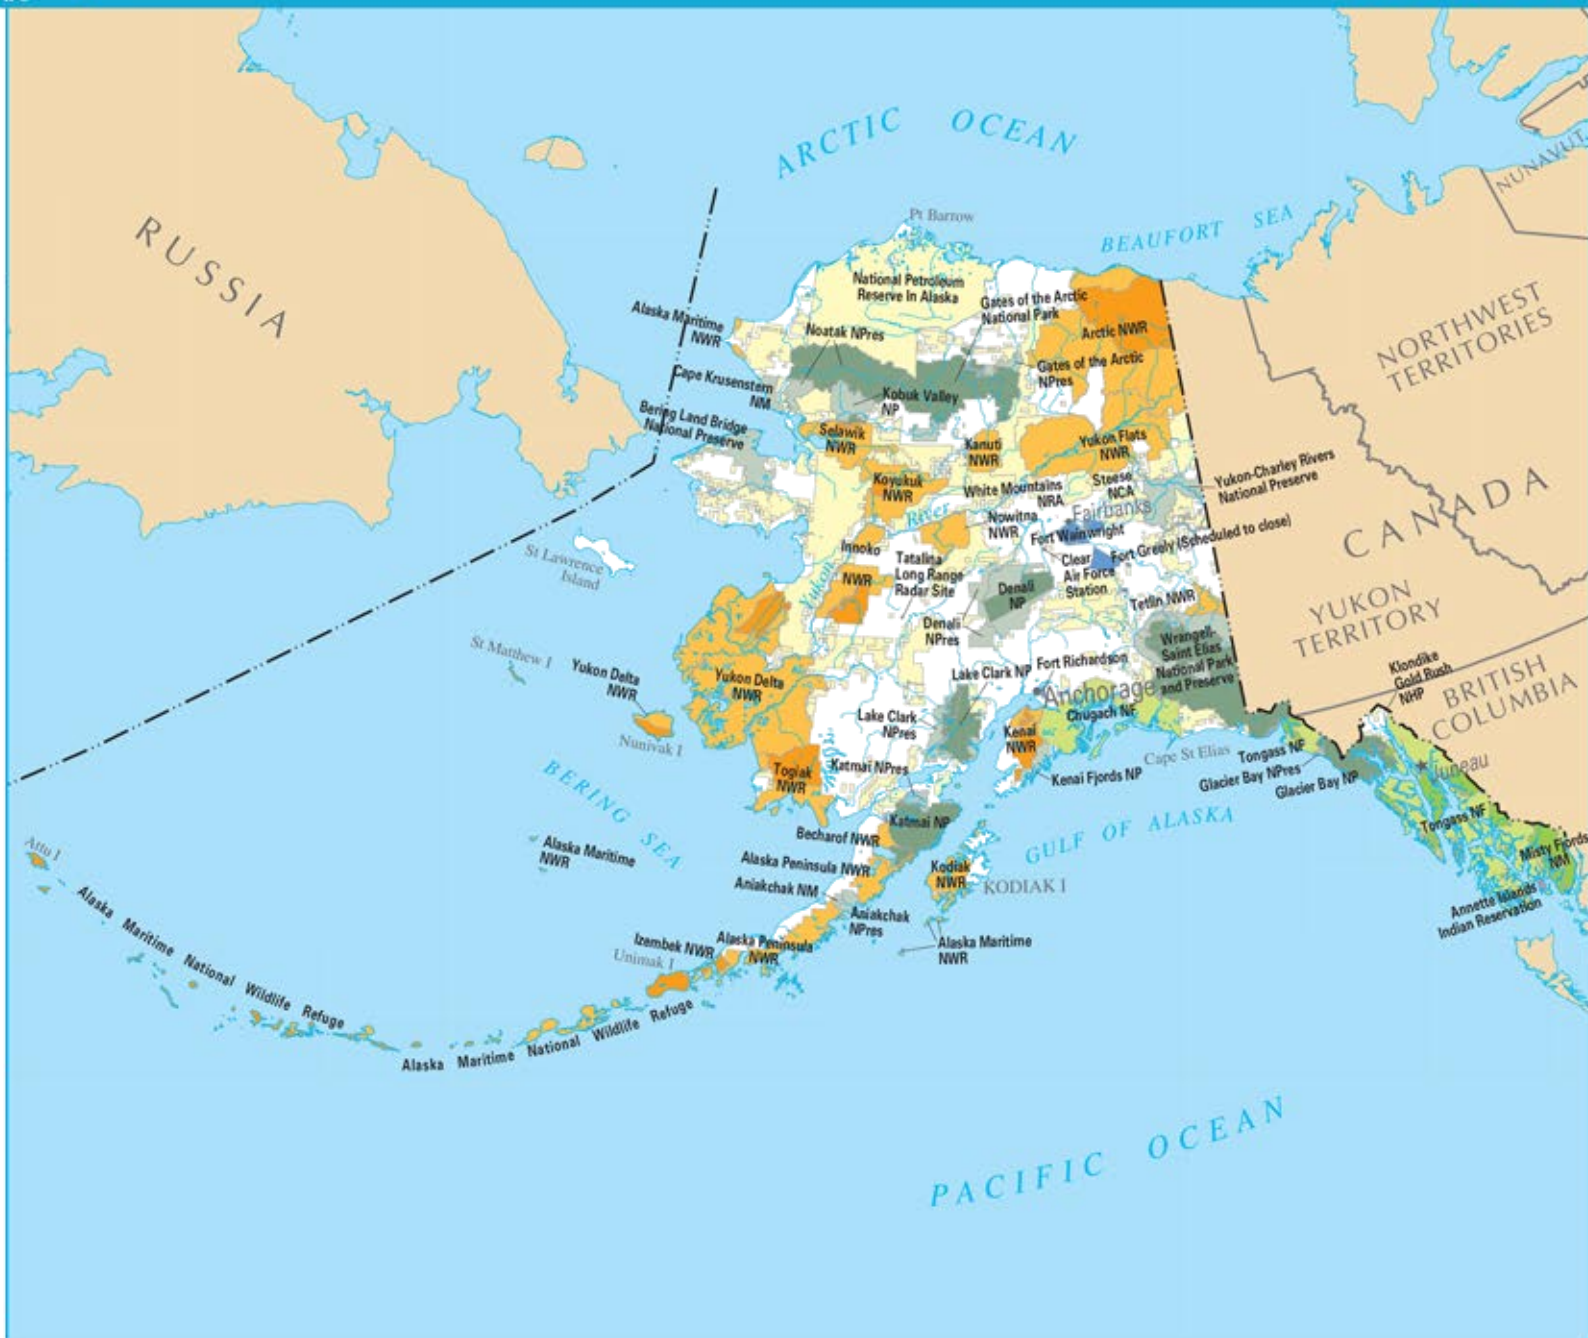 ARCTIC OCEAN
Pt Barrow
BEAUFORT SEA
NUNAVUT
RUSSIA
National Petroleum
Reserve In Alaska
Gates of the Arctic
National Park
Alaska Maritime
NWR
Noatak NPres
Arctic NWR
NORTHWEST
TERRITORIES
Gates of the Arctic
NPres
Cape Krusenstern
NM
Kobuk Valley
NP
Bering Land Bridge
National Preserve
Selawik
NWR
Kanuti
NWR
Yukon Flats
NWR
Koyukuk
NWR
White Mountains
NRA
Steese
NCA
Yukon-Charley Rivers
National Preserve
River
Nowitna
NWR
Fairbanks
Fort Wainwright
Fort Greely (Scheduled to close)
CANADA
St Lawrence
Island
Innoko
NWR
Tatalina
Long Range
Radar Site
Clear
Air Force
Station
Yukon
Denali
NP
Tetlin NWR
YUKON
TERRITORY
Denali
NPres
Wrangell-
Saint Elias
National Park
and Preserve
St Matthew I
Yukon Delta
NWR
Yukon Delta
NWR
Lake Clark NP
Fort Richardson
Klondike
Gold Rush
NHP
BRITISH
COLUMBIA
Anchorage
Lake Clark
NPres
Chugach NF
Nunivak I
Kenai
NWR
Cape St Elias
Tongass NF
Glacier Bay NPres
Glacier Bay NP
Juneau
BERING SEA
Togiak
NWR
Katmai NPres
Kenai Fjords NP
Katmai NP
GULF OF ALASKA
Tongass NF
Becharof NWR
Misty Fjords
NM
Attu I
Alaska Maritime
NWR
Alaska Peninsula NWR
Kodiak
NWR
KODIAK I
Aniakchak NM
Annette Islands
Indian Reservation
Aniakchak
NPres
Alaska Maritime National Wildlife Refuge
Izembek NWR
Alaska Peninsula
NWR
Alaska Maritime
NWR
Unimak I
Alaska Maritime National Wildlife Refuge
PACIFIC OCEAN